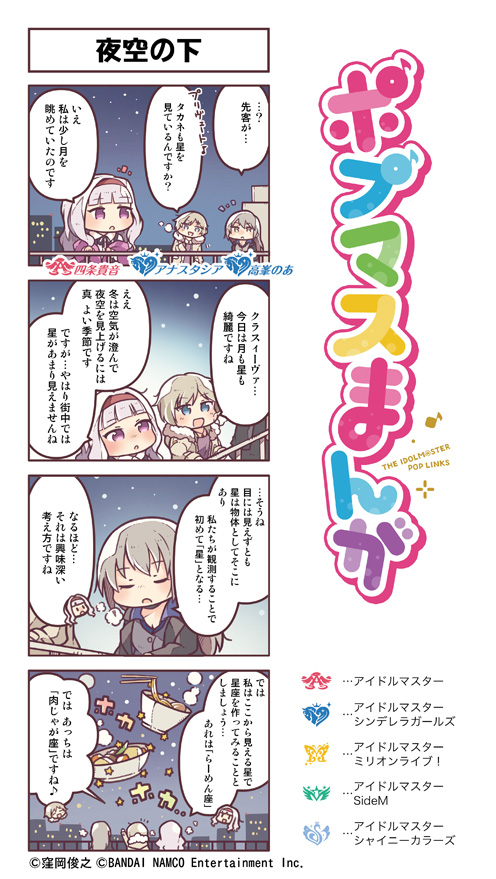 夜空の下
…?
先客が…
プリヴェート♪
タカネも星を
見ているんですか?
いえ
私は少し月を
眺めていたのです
四条貴音
アナスタシア
高峯のあ
クラスィーヴァ…
今日は月も星も
綺麗ですね
ええ
冬は空気が澄んで
夜空を見上げるには
真よい季節です
ですが…やはり街中では
星があまり見えませんね
…そうね
目には見えずとも
星は物体としてそこに
あり
私たちが観測することで
初めて「星」となる…
なるほど…
それは興味深い
考え方ですね
では
私はここから見える星で
星座を作ってみることと
しましょう…
あれは「らーめん座」
メカ…
メカ…
では あっちは
「肉じゃが座」ですね♪
ポプマスまんが
THE IDOLM@STER
POP LINKS
…アイドルマスター
…アイドルマスター
シンデレラガールズ
…アイドルマスター
ミリオンライブ！
…アイドルマスター
SideM
…アイドルマスター
シャイニーカラーズ
©窪岡俊之 ©BANDAI NAMCO Entertainment Inc.